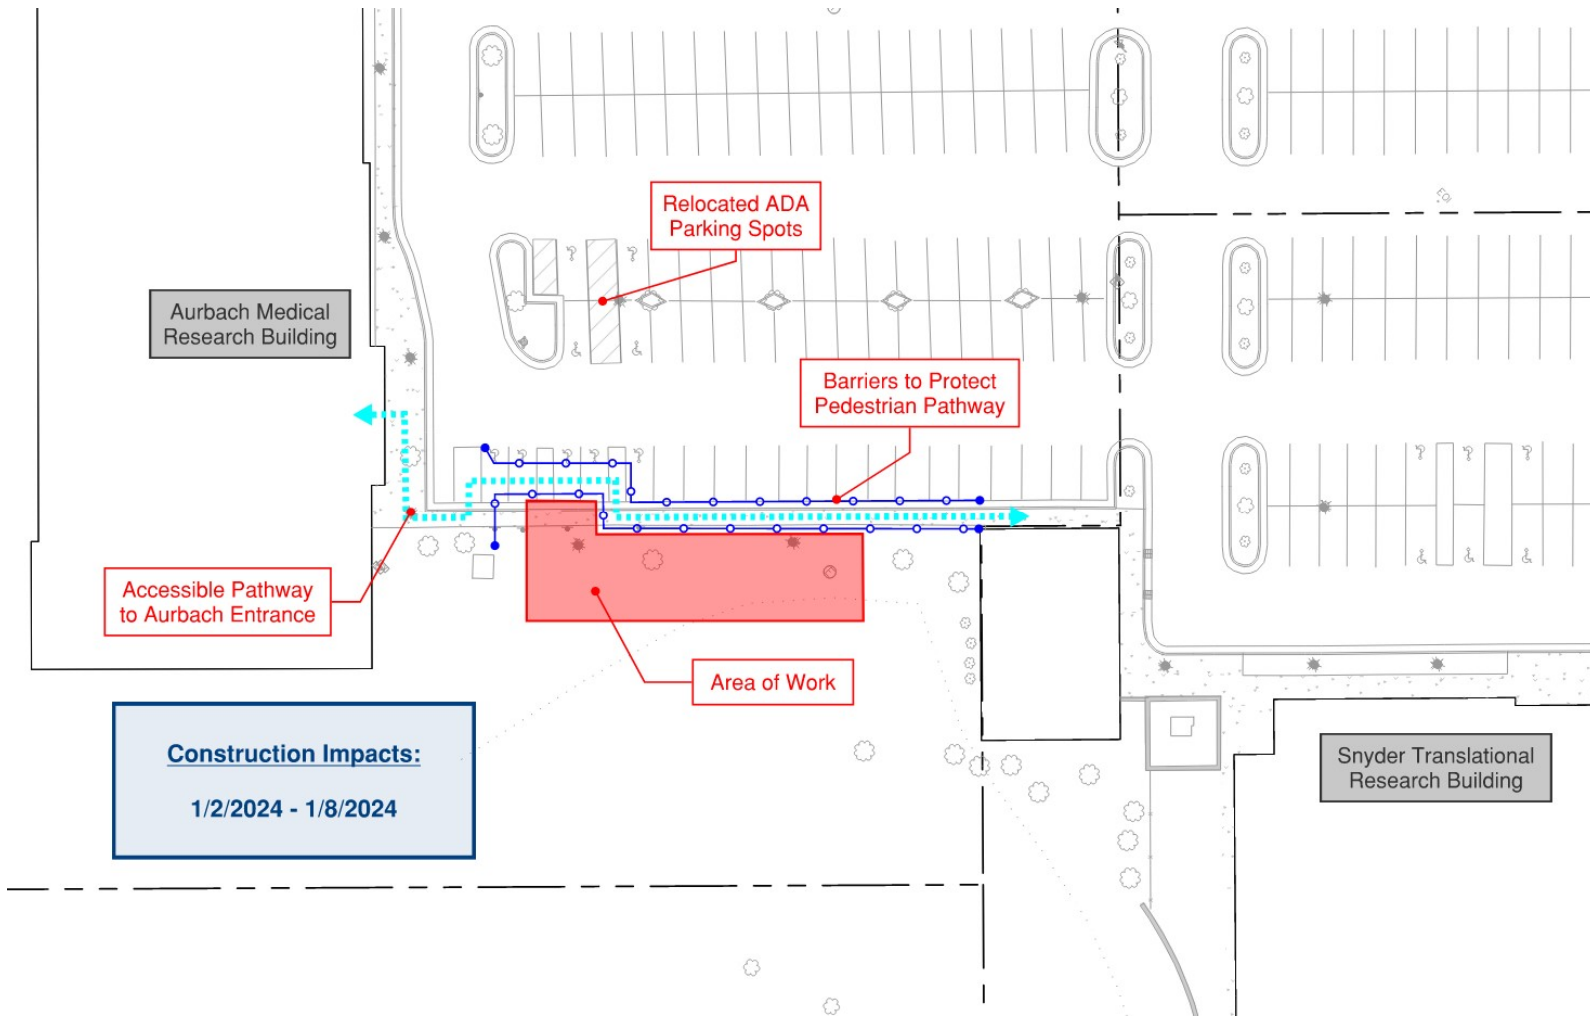 Relocated ADA
Parking Spots
Aurbach Medical
Research Building
Barriers to Protect
Pedestrian Pathway
Accessible Pathway
to Aurbach Entrance
Area of Work
Construction Impacts:
1/2/2024 - 1/8/2024
Snyder Translational
Research Building